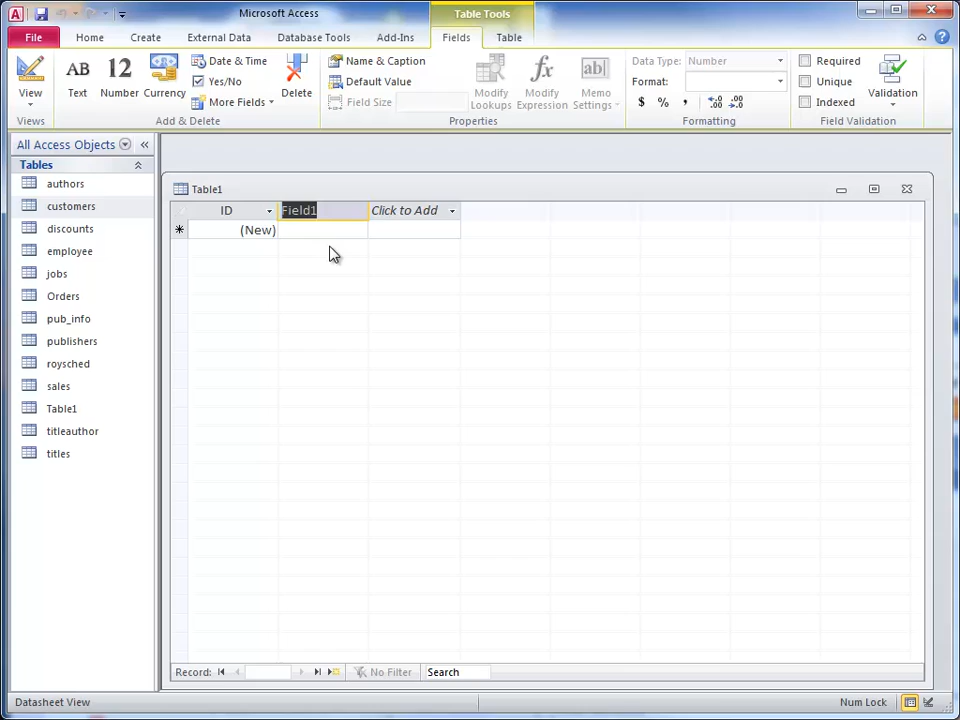 Microsoft Access
Table Tools
File
Home
Create
External Data
Database Tools
Add-Ins
Fields
Table
View
Views
AB
Text
12
Number
Currency
Date & Time
Yes/No
More Fields
Delete
Add & Delete
Name & Caption
Default Value
Field Size
Modify
Lookups
fx
Modify
Expression
ab
Memo
Settings
Properties
Data Type: Number
Format:
$ % ,
Formatting
Required
Unique
Indexed
Validation
Field Validation
All Access Objects
Tables
authors
customers
discounts
employee
jobs
Orders
pub_info
publishers
roysched
sales
Table1
titleauthor
titles
Table1
ID Field1 Click to Add
(New)
Record:
No Filter
Search
Datasheet View
Num Lock